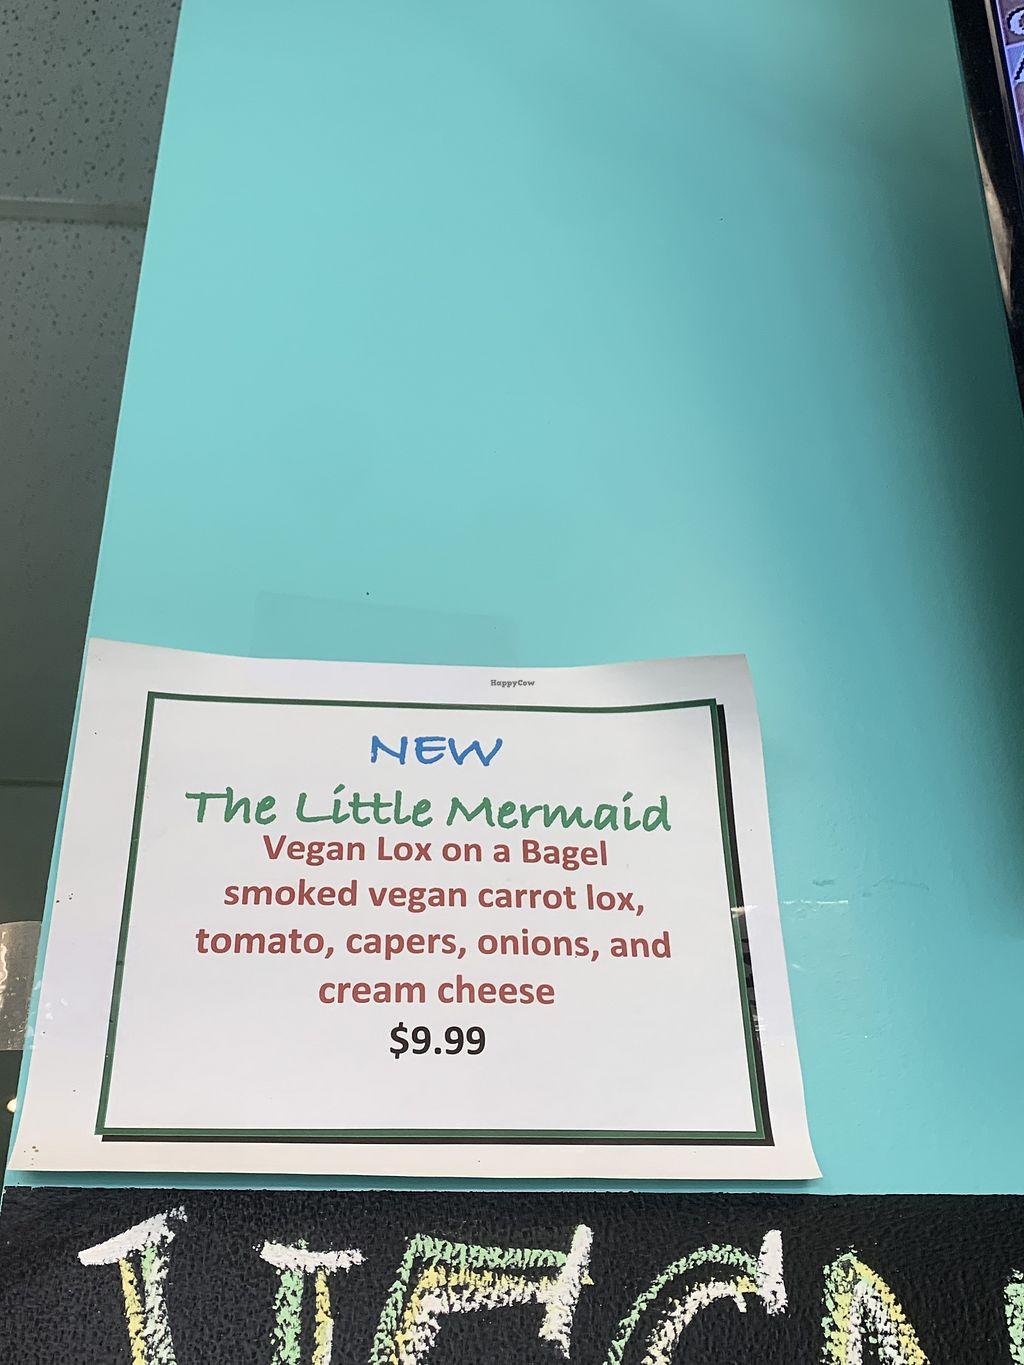 HappyCow
NEW
The Little Mermaid
Vegan Lox on a Bagel
smoked vegan carrot lox,
tomato, capers, onions, and
cream cheese
$9.99